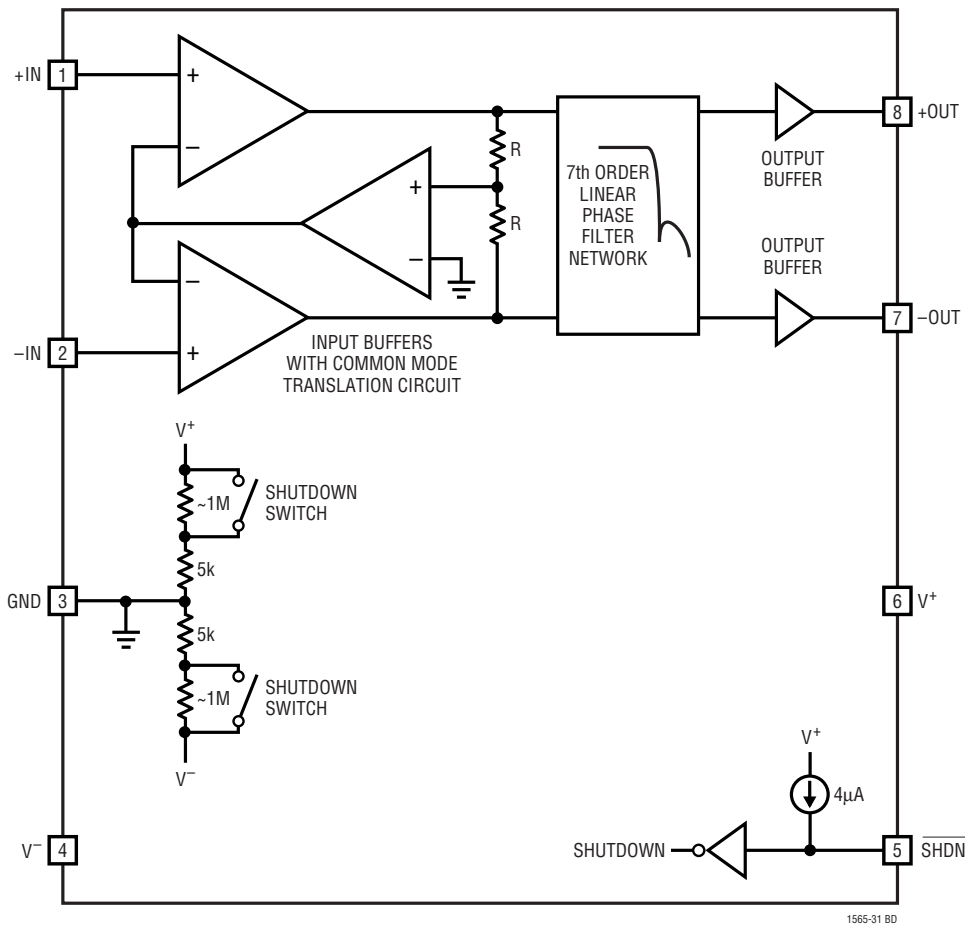 +IN
1
+
−
+
−
−
+
−IN
2
R
R
7th ORDER
LINEAR
PHASE
FILTER
NETWORK
8
+OUT
OUTPUT
BUFFER
OUTPUT
BUFFER
7
−OUT
INPUT BUFFERS
WITH COMMON MODE
TRANSLATION CIRCUIT
V+
~1M
SHUTDOWN
SWITCH
5k
GND
3
5k
~1M
SHUTDOWN
SWITCH
V−
6
V+
V+
4µA
V−
4
SHUTDOWN
5
SHDN
1565-31 BD